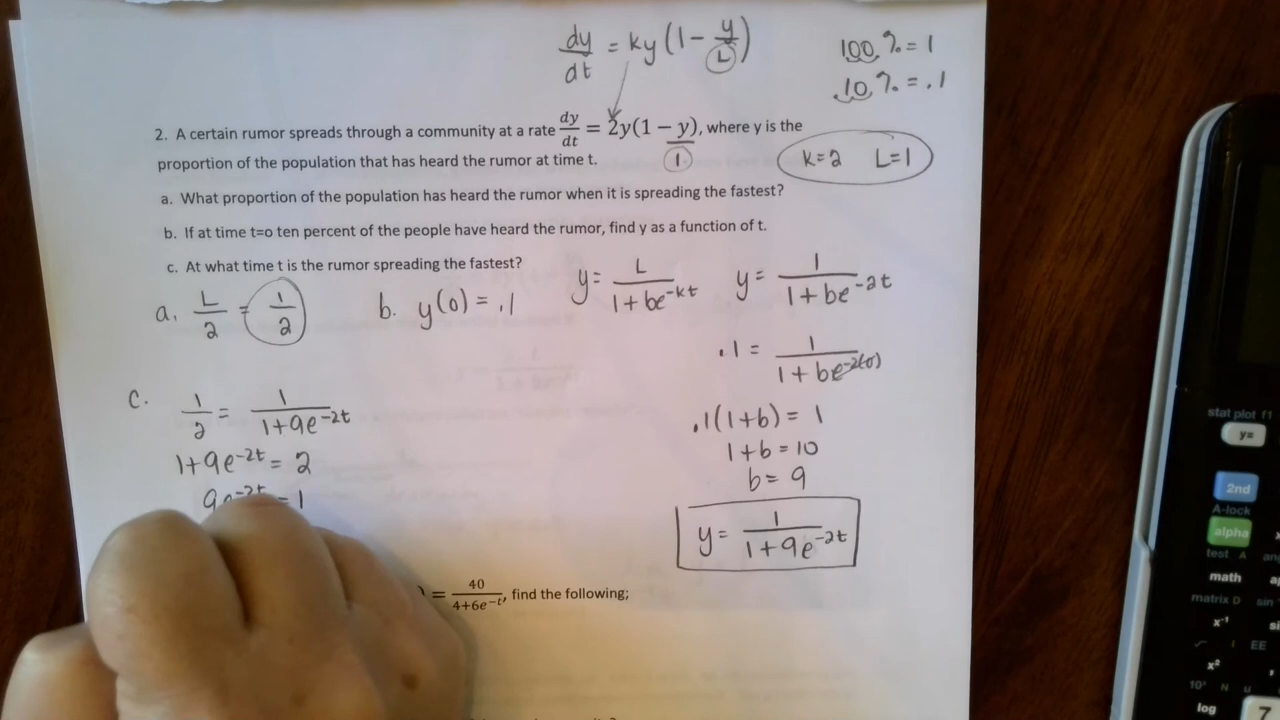 dy/dt = ky(1 - y/L)
100.% = 1
.10.% = .1
2. A certain rumor spreads through a community at a rate dy/dt = 2y(1 − y), where y is the
1
proportion of the population that has heard the rumor at time t.
k=2 L=1
a. What proportion of the population has heard the rumor when it is spreading the fastest?
b. If at time t=o ten percent of the people have heard the rumor, find y as a function of t.
c. At what time t is the rumor spreading the fastest?
a. L/2 = 1/2
b. y(0) = .1
y = L/(1+be^-kt)
y = 1/(1+be^-2t)
.1 = 1/(1+be^-2(0))
.1(1+b) = 1
1+b = 10
b = 9
y = 1/(1+9e^-2t)
c. 1/2 = 1/(1+9e^-2t)
1+9e^-2t = 2
9e^-2t = 1
= 40/(4+6e^−t), find the following;
stat plot f1
y=
2nd
A-lock
alpha
test A
math
matrix D
x^-1
sin
EE
x²
10^x N
log
7